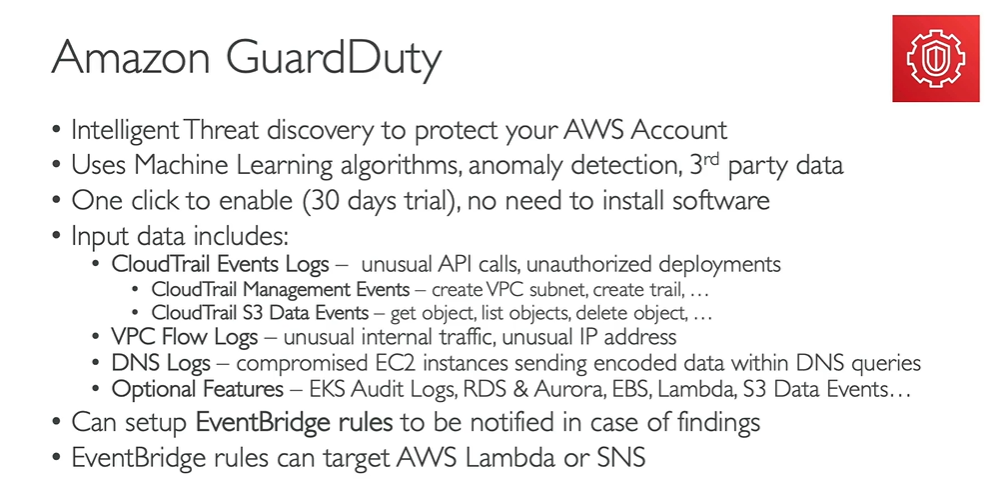 Amazon GuardDuty
• Intelligent Threat discovery to protect your AWS Account
• Uses Machine Learning algorithms, anomaly detection, 3rd party data
• One click to enable (30 days trial), no need to install software
• Input data includes:
• CloudTrail Events Logs – unusual API calls, unauthorized deployments
• CloudTrail Management Events – create VPC subnet, create trail, …
• CloudTrail S3 Data Events – get object, list objects, delete object, …
• VPC Flow Logs – unusual internal traffic, unusual IP address
• DNS Logs – compromised EC2 instances sending encoded data within DNS queries
• Optional Features – EKS Audit Logs, RDS & Aurora, EBS, Lambda, S3 Data Events…
• Can setup EventBridge rules to be notified in case of findings
• EventBridge rules can target AWS Lambda or SNS